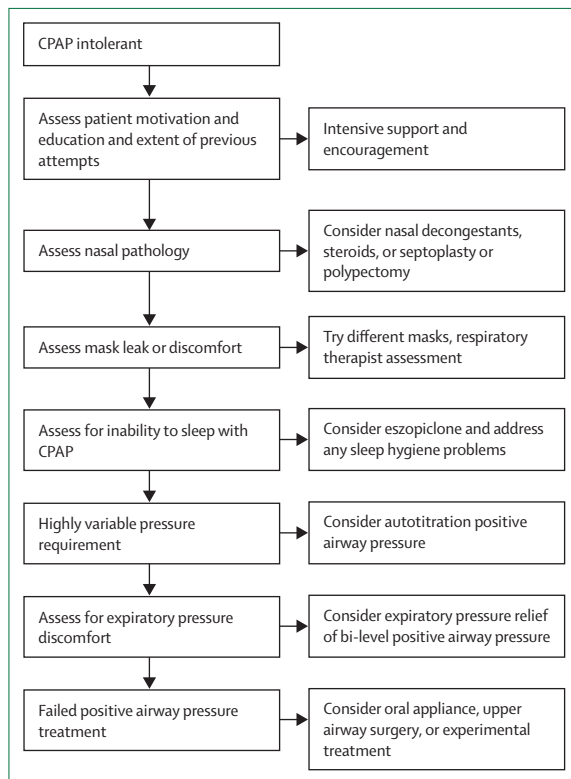 CPAP intolerant
Assess patient motivation and
education and extent of previous
attempts
Intensive support and
encouragement
Assess nasal pathology
Consider nasal decongestants,
steroids, or septoplasty or
polypectomy
Assess mask leak or discomfort
Try different masks, respiratory
therapist assessment
Assess for inability to sleep with
CPAP
Consider eszopiclone and address
any sleep hygiene problems
Highly variable pressure
requirement
Consider autotitration positive
airway pressure
Assess for expiratory pressure
discomfort
Consider expiratory pressure relief
of bi-level positive airway pressure
Failed positive airway pressure
treatment
Consider oral appliance, upper
airway surgery, or experimental
treatment